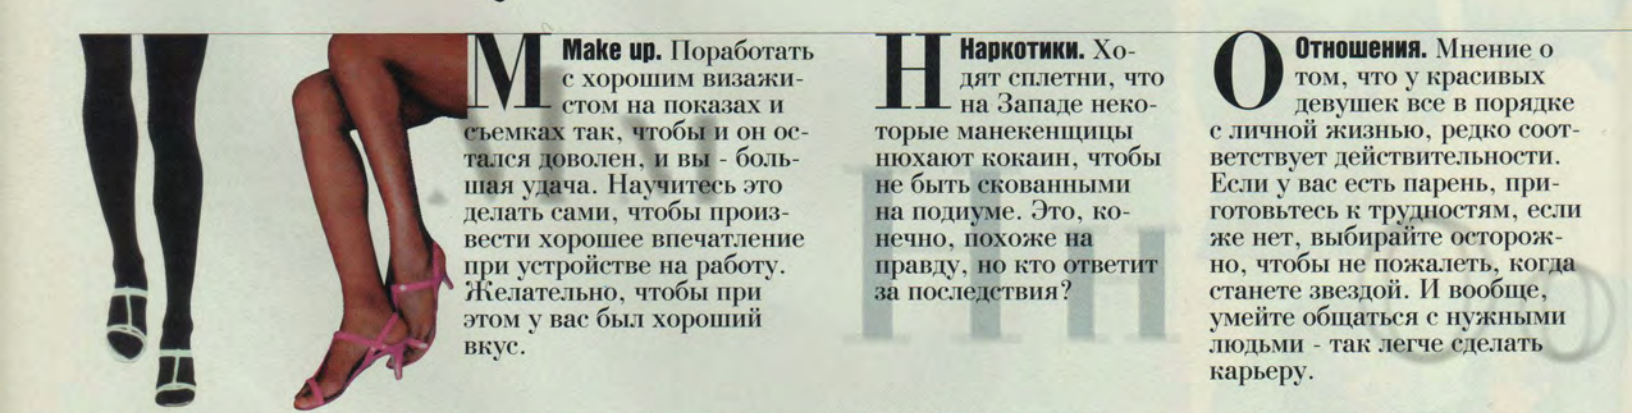 М
Make up. Поработать
с хорошим визажи-
стом на показах и
съемках так, чтобы и он ос-
тался доволен, и вы - боль-
шая удача. Научитесь это
делать сами, чтобы произ-
вести хорошее впечатление
при устройстве на работу.
Желательно, чтобы при
этом у вас был хороший
вкус.
Н
Наркотики. Хо-
дят сплетни, что
на Западе неко-
торые манекенщицы
нюхают кокаин, чтобы
не быть скованными
на подиуме. Это, ко-
нечно, похоже на
правду, но кто ответит
за последствия?
О
Отношения. Мнение о
том, что у красивых
девушек все в порядке
с личной жизнью, редко соот-
ветствует действительности.
Если у вас есть парень, при-
готовьтесь к трудностям, если
же нет, выбирайте осторож-
но, чтобы не пожалеть, когда
станете звездой. И вообще,
умейте общаться с нужными
людьми - так легче сделать
карьеру.
Мм
Нн
Оо